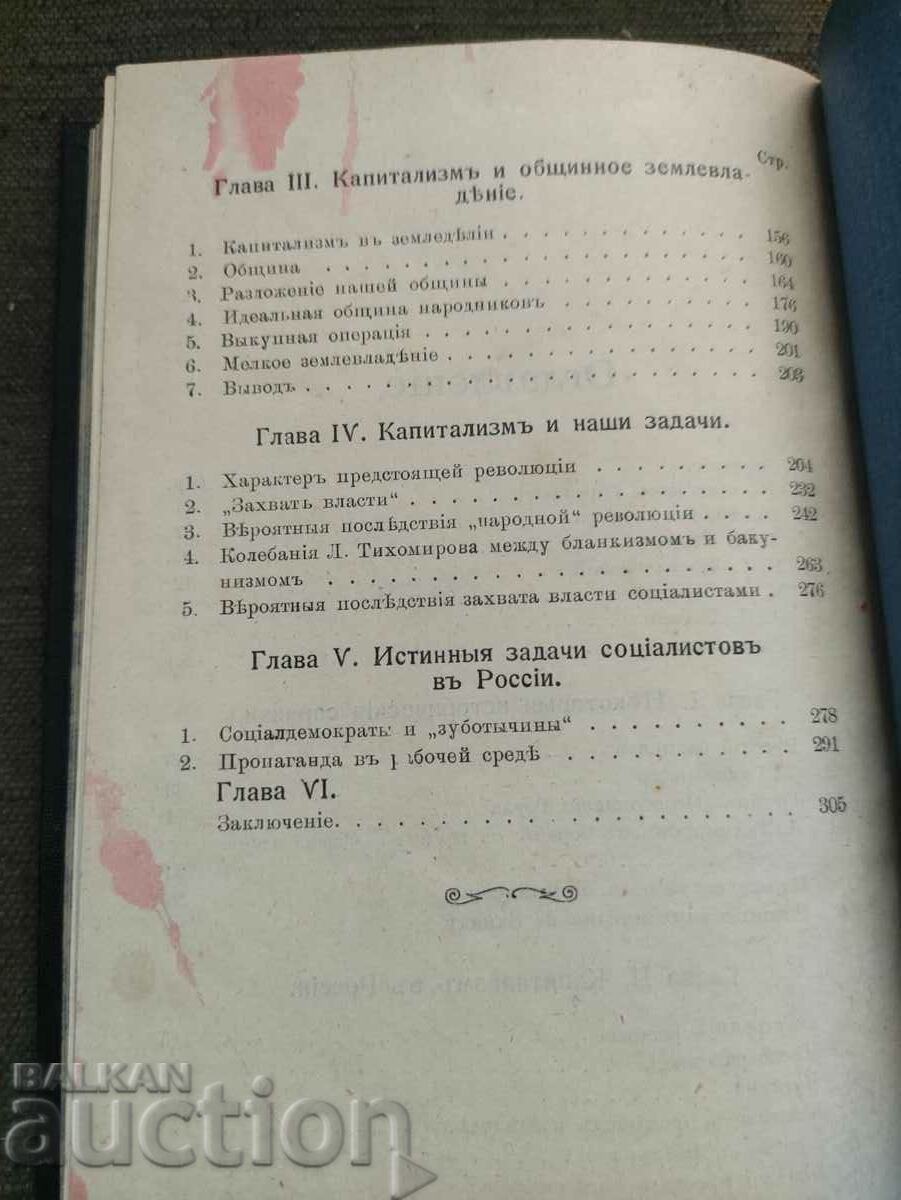 Стр.
Глава III. Капитализмъ и общинное землевла-
дѣніе.
1. Капитализмъ въ земледѣліи . . . . . . . . . . . . 156
2. Община . . . . . . . . . . . . . . . . . . . 160
3. Разложеніе нашей общины . . . . . . . . . . . . 164
4. Идеальная община народниковъ . . . . . . . . . 176
5. Выкупная операція . . . . . . . . . . . . . . . 190
6. Мелкое землевладѣніе . . . . . . . . . . . . . . 201
7. Выводъ . . . . . . . . . . . . . . . . . . . . 203
Глава IV. Капитализмъ и наши задачи.
1. Характеръ предстоящей революціи . . . . . . . . . 204
2. „Захватъ власти“ . . . . . . . . . . . . . . . . 232
3. Вѣроятныя послѣдствія „народной“ революціи . . . . 242
4. Колебанія Л. Тихомирова между бланкизмомъ и баку-
низмомъ . . . . . . . . . . . . . . . . . . . 263
5. Вѣроятныя послѣдствія захвата власти соціалистами . 276
Глава V. Истинныя задачи соціалистовъ
въ Россіи.
1. Соціалдемократы и „зуботычины“ . . . . . . . . . 278
2. Пропаганда въ рабочей средѣ . . . . . . . . . . . 291
Глава VI.
Заключеніе. . . . . . . . . . . . . . . . . . . . 305
BALKAN
auction